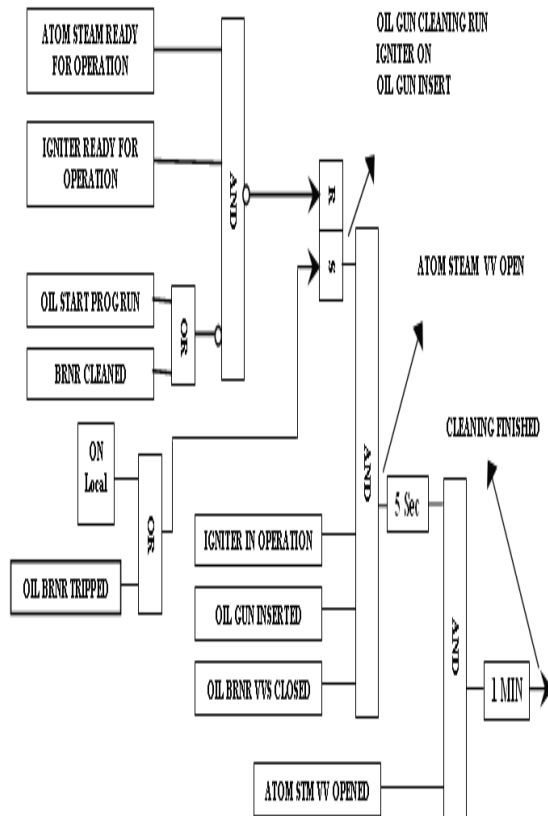 ATOM STEAM READY
FOR OPERATION
OIL GUN CLEANING RUN
IGNITER ON
OIL GUN INSERT
IGNITER READY FOR
OPERATION
AND
R
S
ATOM STEAM VV OPEN
OIL START PROG RUN
BRNR CLEANED
OR
CLEANING FINISHED
ON
Local
OR
OIL BRNR TRIPPED
AND
5 Sec
IGNITER IN OPERATION
OIL GUN INSERTED
OIL BRNR VVS CLOSED
AND
1 MIN
ATOM STM VV OPENED